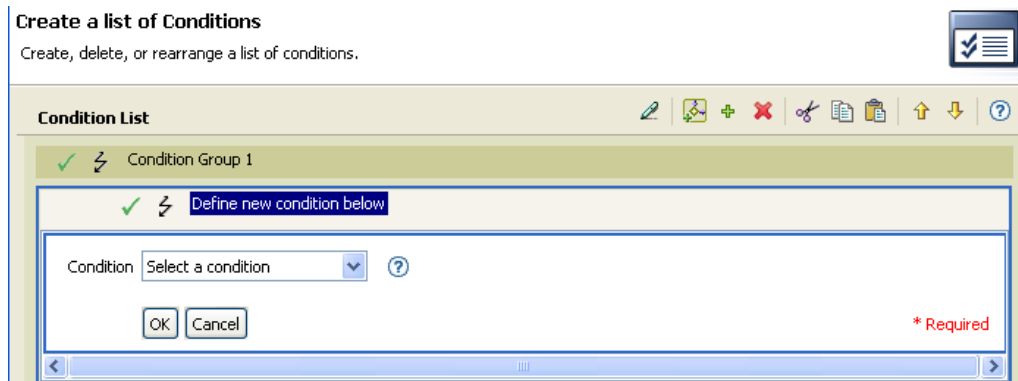 Create a list of Conditions
Create, delete, or rearrange a list of conditions.
Condition List
Condition Group 1
Define new condition below
Condition Select a condition
OK Cancel
* Required